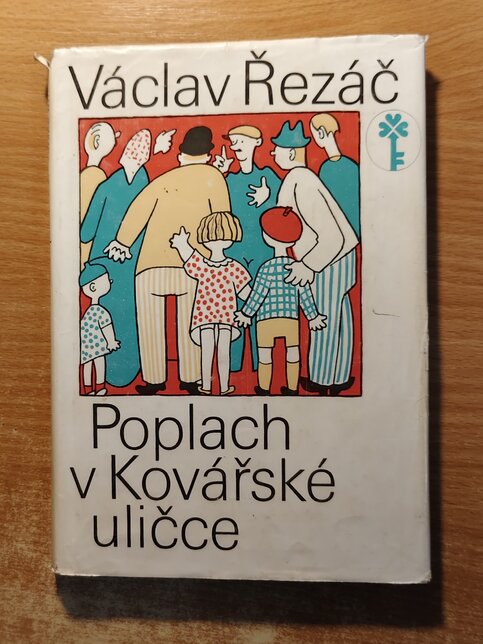 Václav Řezáč
Poplach
v Kovářské
uličce